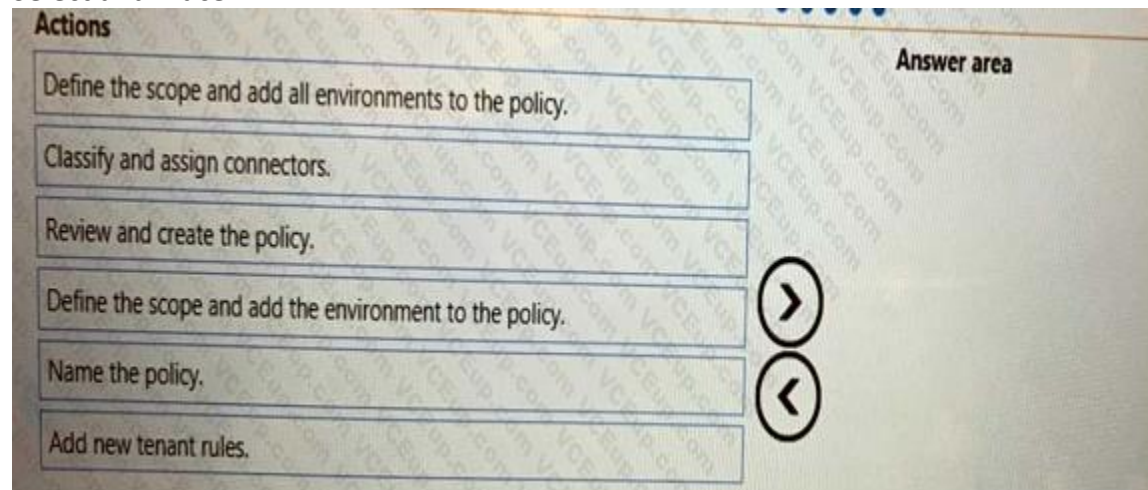 Actions
Answer area
Define the scope and add all environments to the policy.
Classify and assign connectors.
Review and create the policy.
Define the scope and add the environment to the policy.
Name the policy.
Add new tenant rules.
VCEup.com